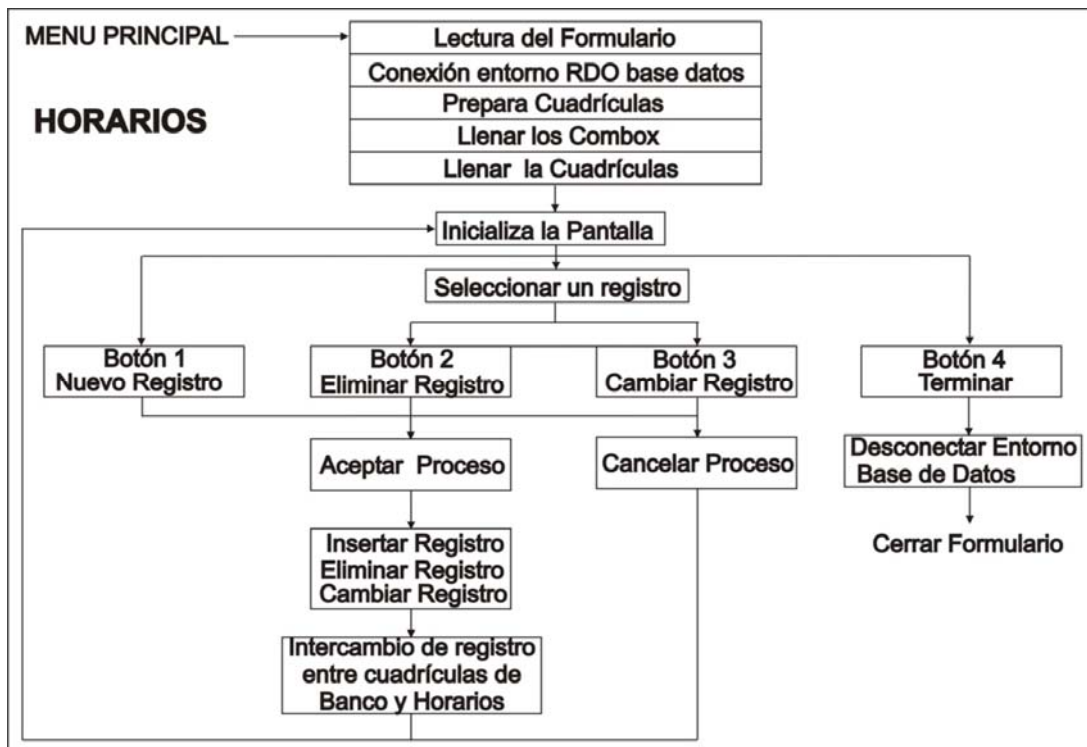 MENU PRINCIPAL
Lectura del Formulario
Conexión entorno RDO base datos
HORARIOS
Prepara Cuadrículas
Llenar los Combox
Llenar la Cuadrículas
Inicializa la Pantalla
Seleccionar un registro
Botón 1
Nuevo Registro
Botón 2
Eliminar Registro
Botón 3
Cambiar Registro
Botón 4
Terminar
Aceptar Proceso
Cancelar Proceso
Desconectar Entorno
Base de Datos
Insertar Registro
Eliminar Registro
Cambiar Registro
Cerrar Formulario
Intercambio de registro
entre cuadrículas de
Banco y Horarios